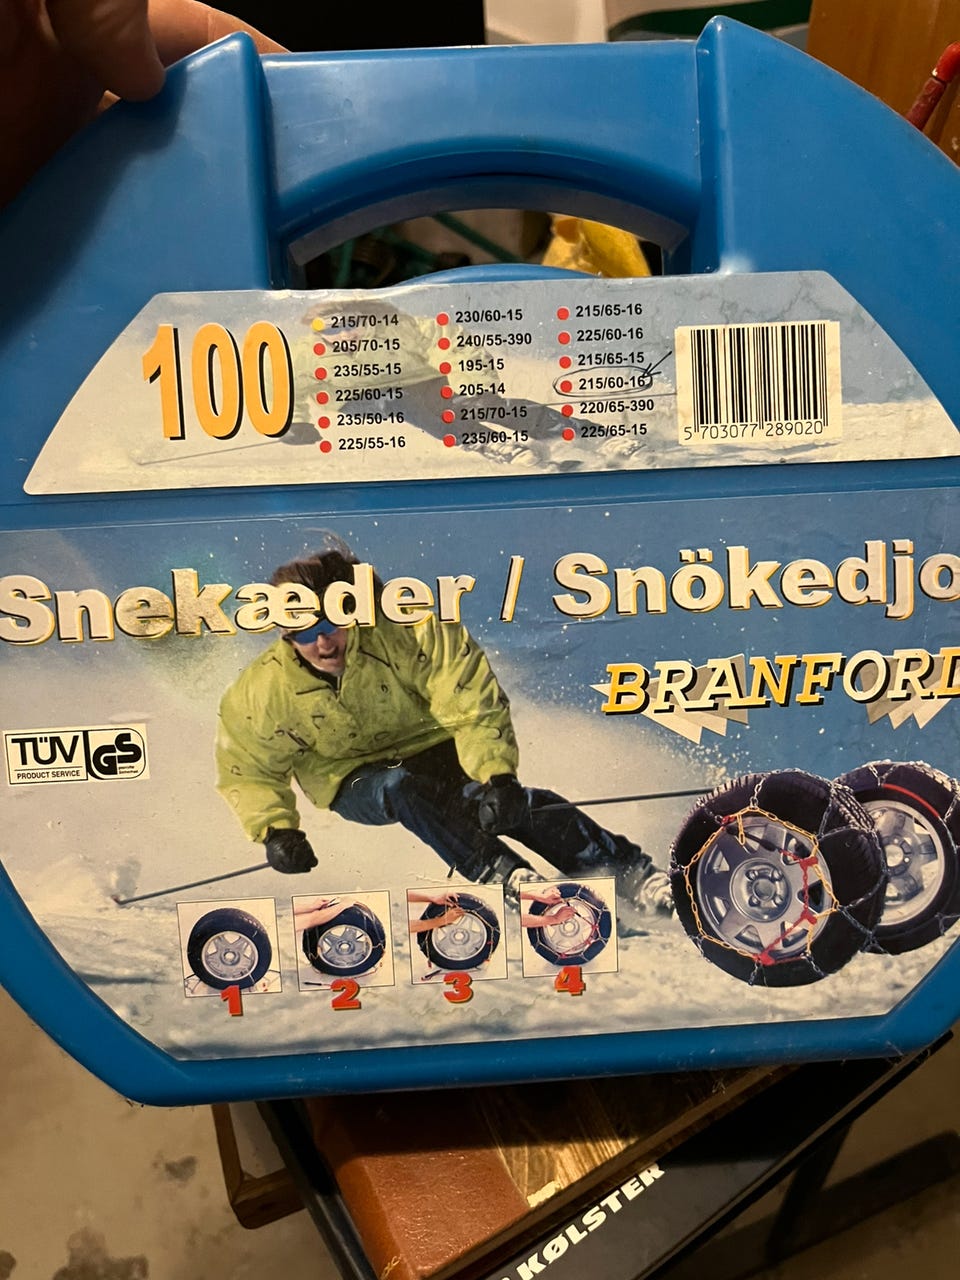 100
215/70-14
205/70-15
235/55-15
225/60-15
235/50-16
225/55-16
230/60-15
240/55-390
195-15
205-14
215/70-15
235/60-15
215/65-16
225/60-16
215/65-15
215/60-16
220/65-390
225/65-15
5 703077 289020
Snekæder / Snökedjo
BRANFORD
TÜV
PRODUCT SERVICE
GS
geprüfte
Sicherheit
1
2
3
4
KØLSTER